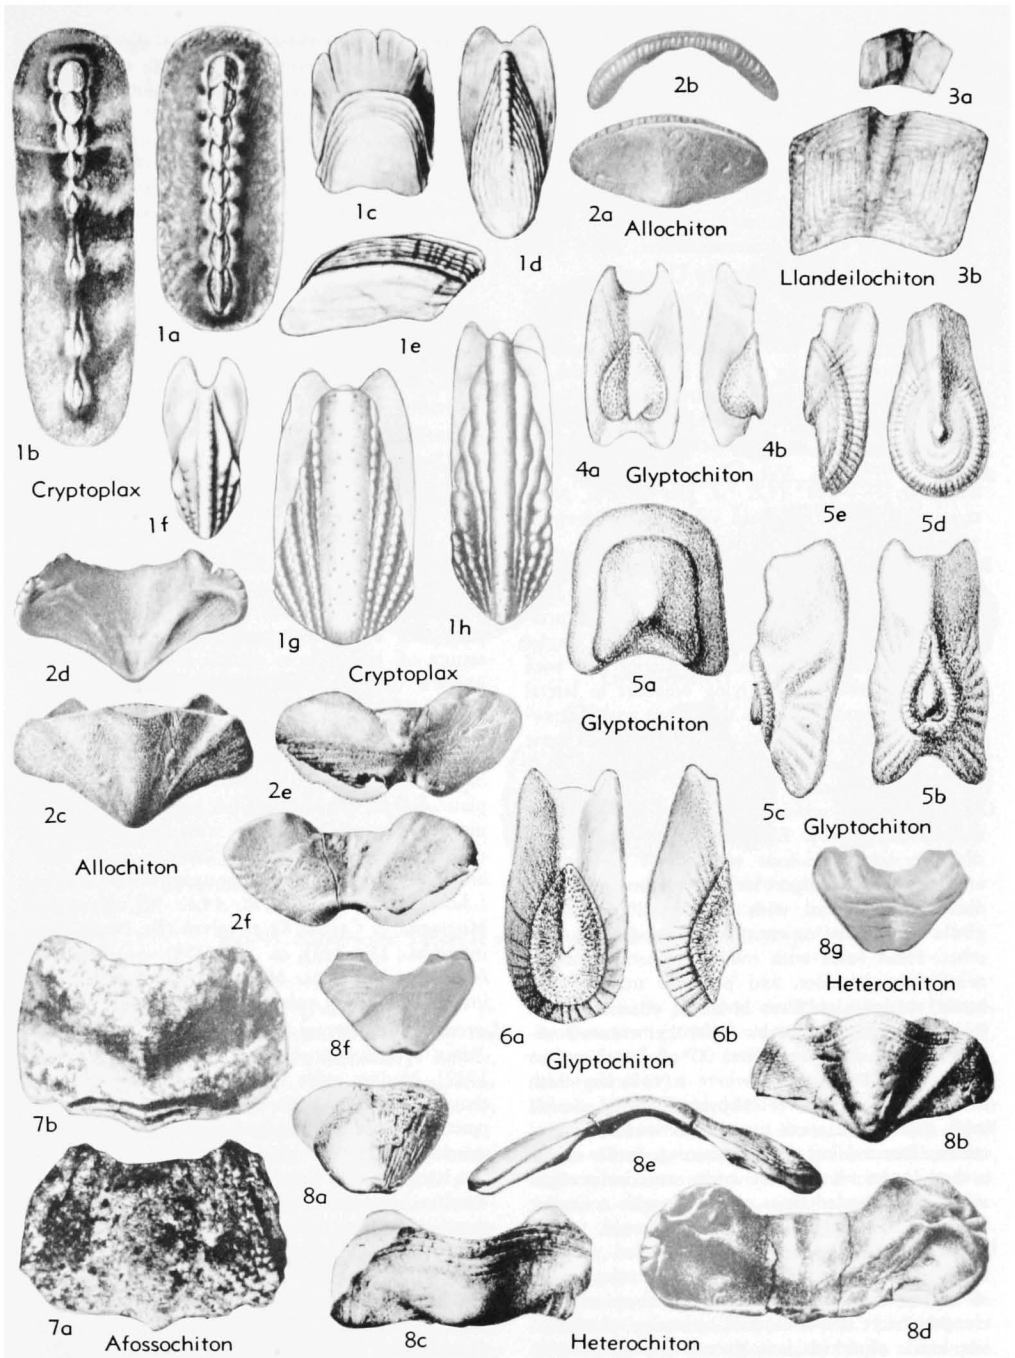 1b
1a
1c
1d
2b
2a
Allochiton
3a
Llandeilochiton
3b
1e
Cryptoplax
1f
1g
1h
Cryptoplax
4a
4b
Glyptochiton
5e
5d
5a
Glyptochiton
5c
5b
Glyptochiton
2d
2c
2e
2f
Allochiton
6a
6b
Glyptochiton
8g
Heterochiton
7b
7a
Afossochiton
8f
8a
8e
8b
8c
8d
Heterochiton